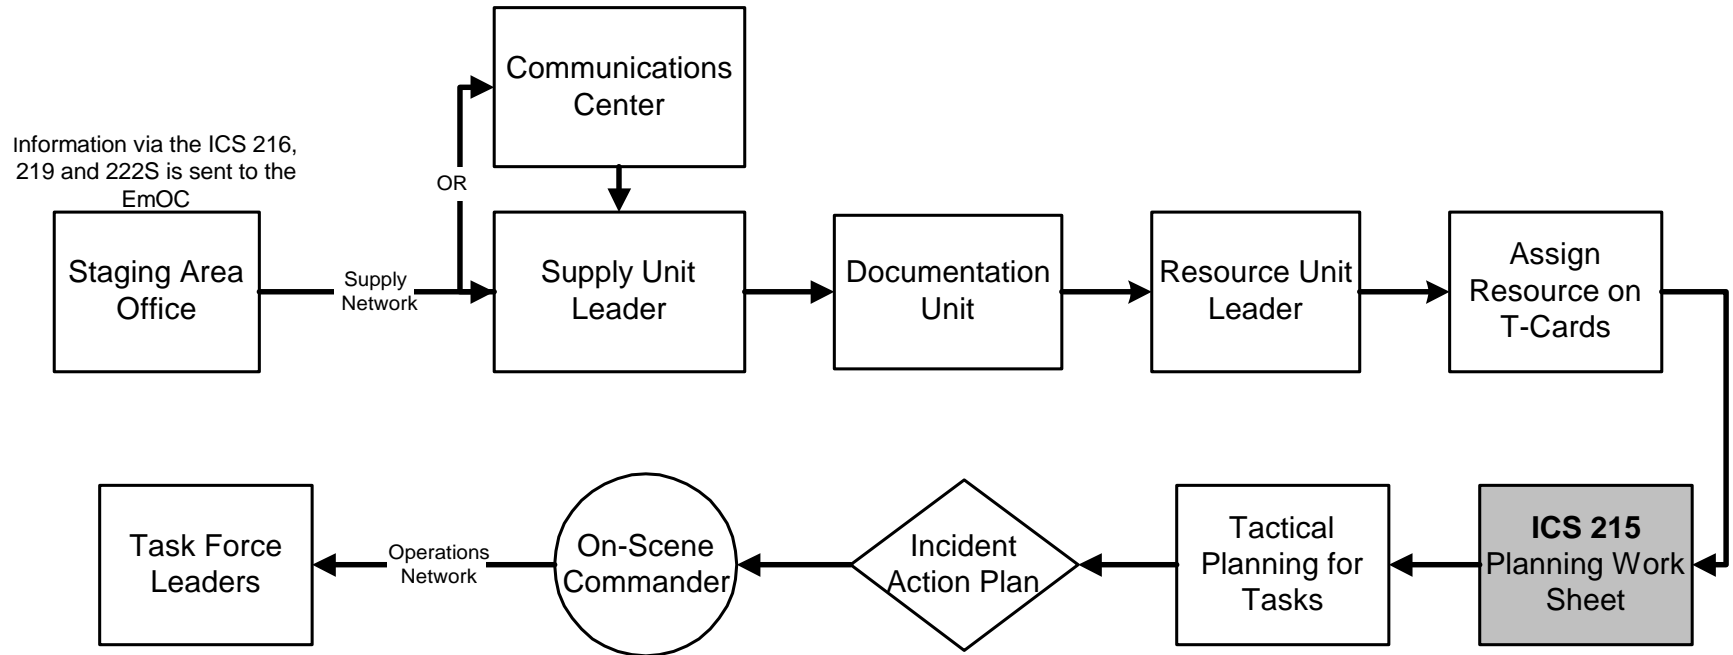 Communications
Center
Information via the ICS 216,
219 and 222S is sent to the
EmOC
OR
Staging Area
Office
Supply
Network
Supply Unit
Leader
Documentation
Unit
Resource Unit
Leader
Assign
Resource on
T-Cards
ICS 215
Planning Work
Sheet
Tactical
Planning for
Tasks
Incident
Action Plan
On-Scene
Commander
Operations
Network
Task Force
Leaders